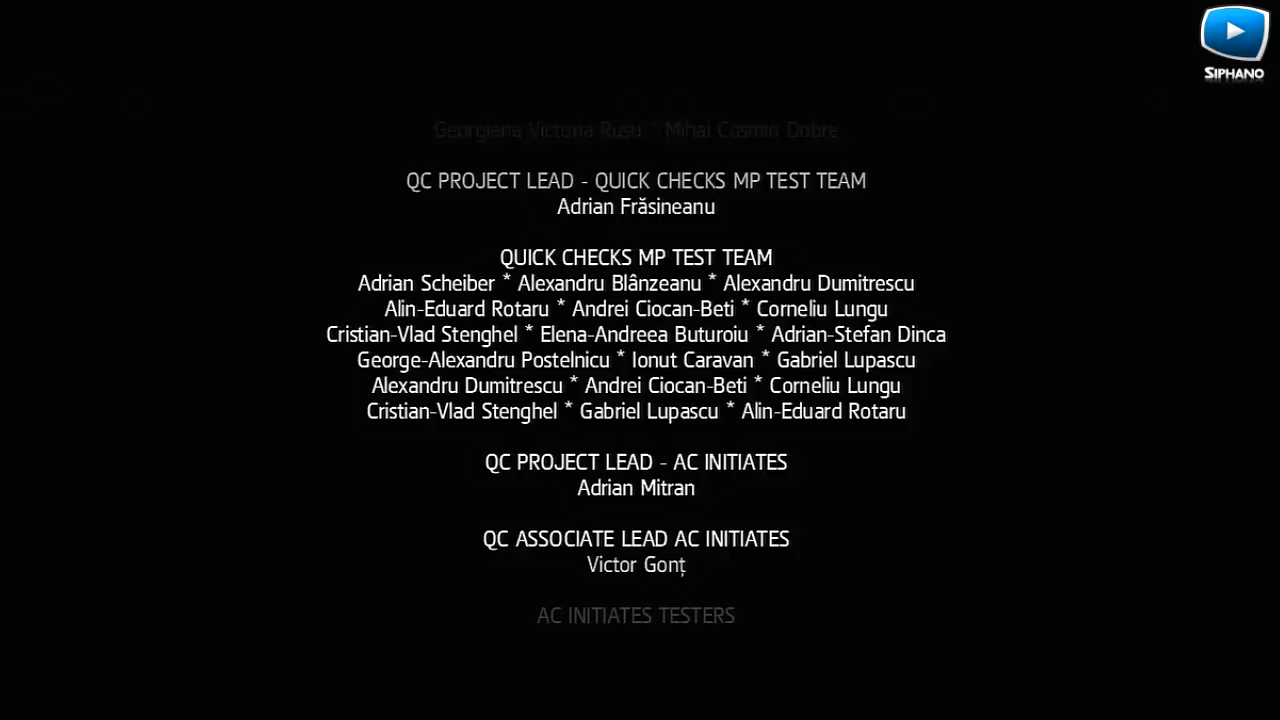 SIPHANO
Georgiana Victoria Rusu * Mihai Cosmin Dobre
QC PROJECT LEAD - QUICK CHECKS MP TEST TEAM
Adrian Frăsineanu
QUICK CHECKS MP TEST TEAM
Adrian Scheiber * Alexandru Blânzeanu * Alexandru Dumitrescu
Alin-Eduard Rotaru * Andrei Ciocan-Beti * Corneliu Lungu
Cristian-Vlad Stenghel * Elena-Andreea Buturoiu * Adrian-Stefan Dinca
George-Alexandru Postelnicu * Ionut Caravan * Gabriel Lupascu
Alexandru Dumitrescu * Andrei Ciocan-Beti * Corneliu Lungu
Cristian-Vlad Stenghel * Gabriel Lupascu * Alin-Eduard Rotaru
QC PROJECT LEAD - AC INITIATES
Adrian Mitran
QC ASSOCIATE LEAD AC INITIATES
Victor Gonț
AC INITIATES TESTERS